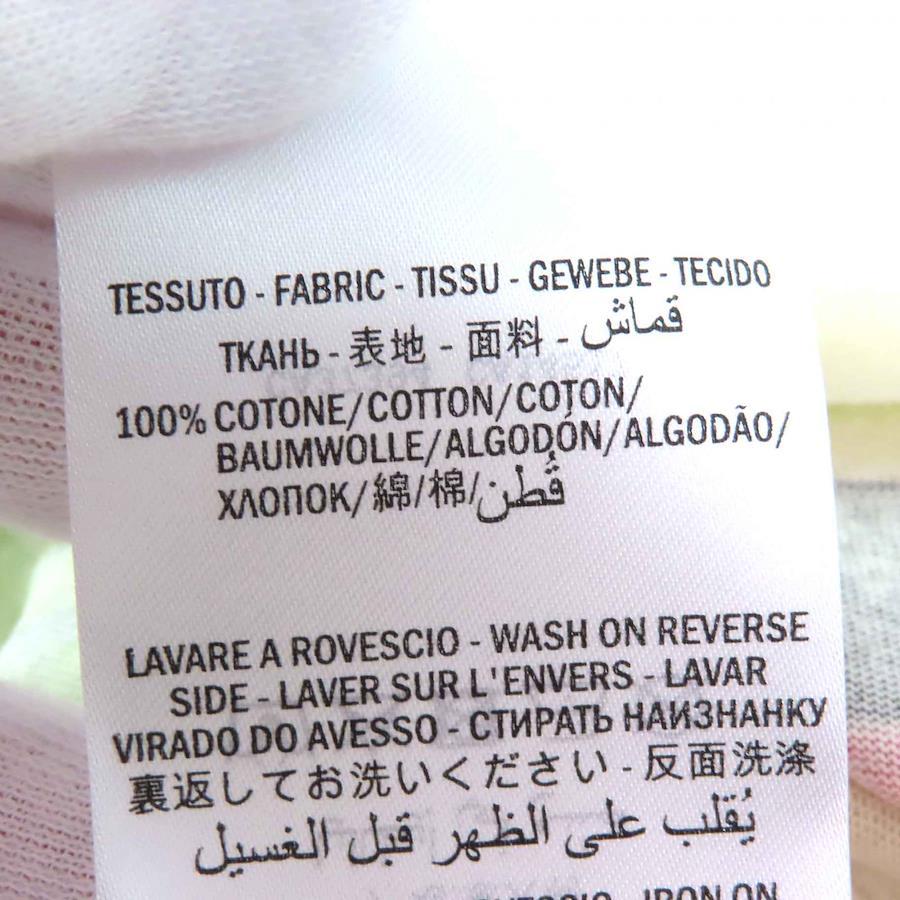 TESSUTO - FABRIC - TISSU - GEWEBE - TECIDO
ТКАНЬ - 表地 - 面料 - قماش
100% COTONE/COTTON/COTON/
BAUMWOLLE/ALGODÓN/ALGODÃO/
ХЛОПОК/綿/棉/قُطن
LAVARE A ROVESCIO - WASH ON REVERSE
SIDE - LAVER SUR L'ENVERS - LAVAR
VIRADO DO AVESSO - СТИРАТЬ НАИЗНАНКУ
裏返してお洗いください - 反面洗涤
يُقلب على الظهر قبل الغسيل
IRON ON